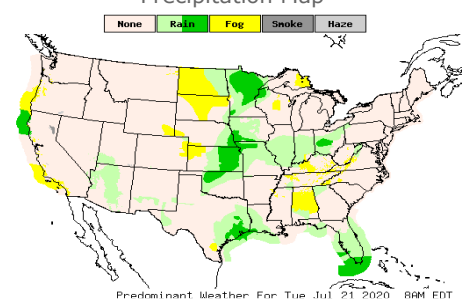 Precipitation Map
None Rain Fog Smoke Haze
Predominant Weather For Tue Jul 21 2020 8AM EDT